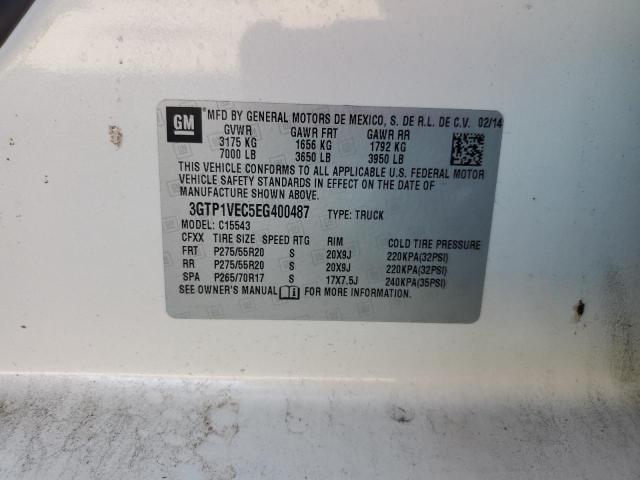 GM MFD BY GENERAL MOTORS DE MEXICO, S. DE R.L. DE C.V. 02/14
GVWR GAWR FRT GAWR RR
3175 KG 1656 KG 1792 KG
7000 LB 3650 LB 3950 LB
THIS VEHICLE CONFORMS TO ALL APPLICABLE U.S. FEDERAL MOTOR
VEHICLE SAFETY STANDARDS IN EFFECT ON THE DATE OF
MANUFACTURE SHOWN ABOVE.
3GTP1VEC5EG400487 TYPE: TRUCK
MODEL: C15543
CFXX TIRE SIZE SPEED RTG RIM COLD TIRE PRESSURE
FRT P275/55R20 S 20X9J 220KPA(32PSI)
RR P275/55R20 S 20X9J 220KPA(32PSI)
SPA P265/70R17 S 17X7.5J 240KPA(35PSI)
SEE OWNER'S MANUAL FOR MORE INFORMATION.